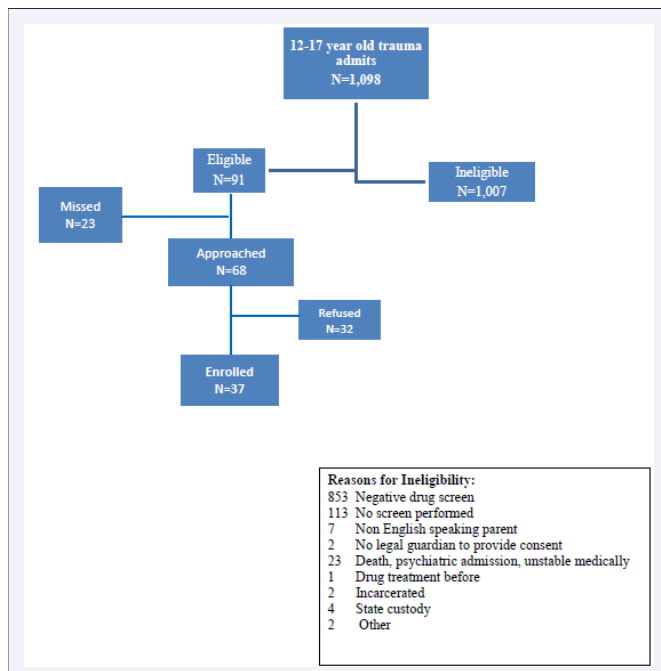 12-17 year old trauma
admits
N=1,098
Eligible
N=91
Ineligible
N=1,007
Missed
N=23
Approached
N=68
Refused
N=32
Enrolled
N=37
Reasons for Ineligibility:
853 Negative drug screen
113 No screen performed
7 Non English speaking parent
2 No legal guardian to provide consent
23 Death, psychiatric admission, unstable medically
1 Drug treatment before
2 Incarcerated
4 State custody
2 Other